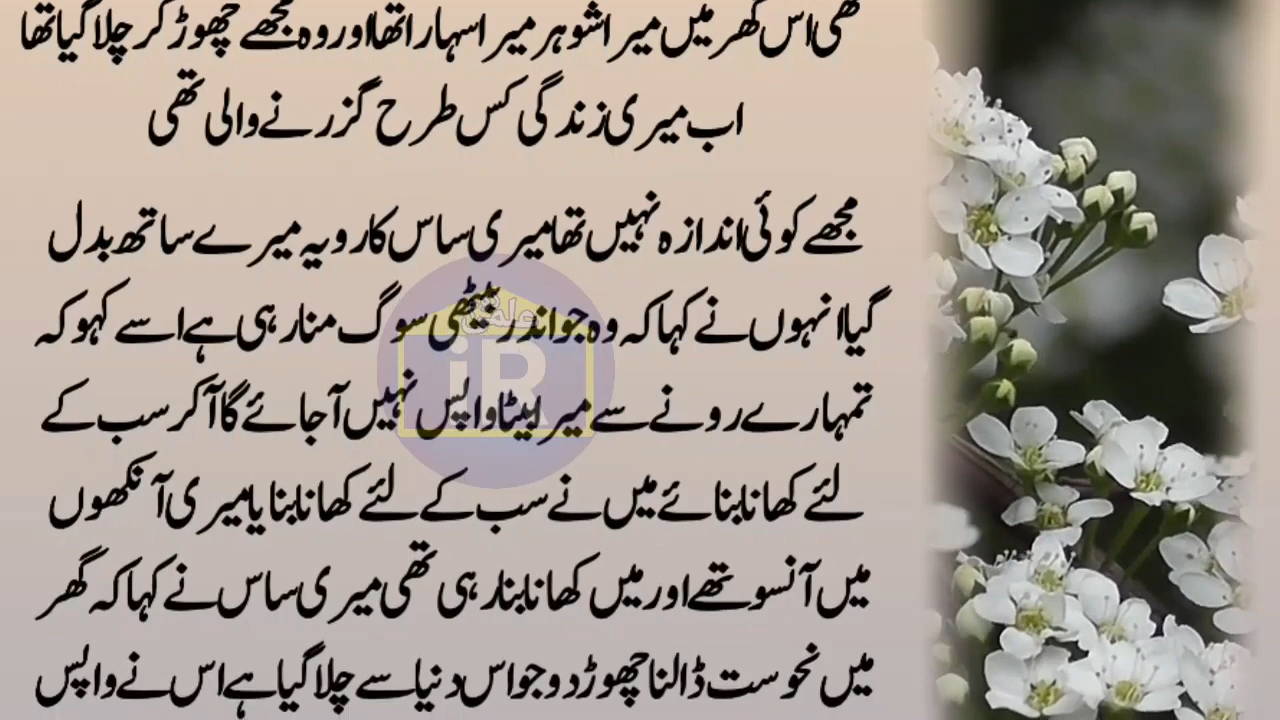 تھی اس گھر میں میرا شوہر میرا سہارا تھا اور وہ مجھے چھوڑ کر چلا گیا تھا
اب میری زندگی کس طرح گزرنے والی تھی
مجھے کوئی اندازہ نہیں تھا میری ساس کا رویہ میرے ساتھ بدل
گیا انہوں نے کہا کہ وہ جو اندر بیٹھی سوگ منا رہی ہے اسے کہو کہ
تمہارے رونے سے میرا بیٹا واپس نہیں آ جائے گا آ کر سب کے
لئے کھانا بنائے میں نے سب کے لئے کھانا بنایا میری آنکھوں
میں آنسو تھے اور میں کھانا بنا رہی تھی میری ساس نے کہا کہ گھر
میں نحوست ڈالنا چھوڑ دو جو اس دنیا سے چلا گیا ہے اس نے واپس
iR